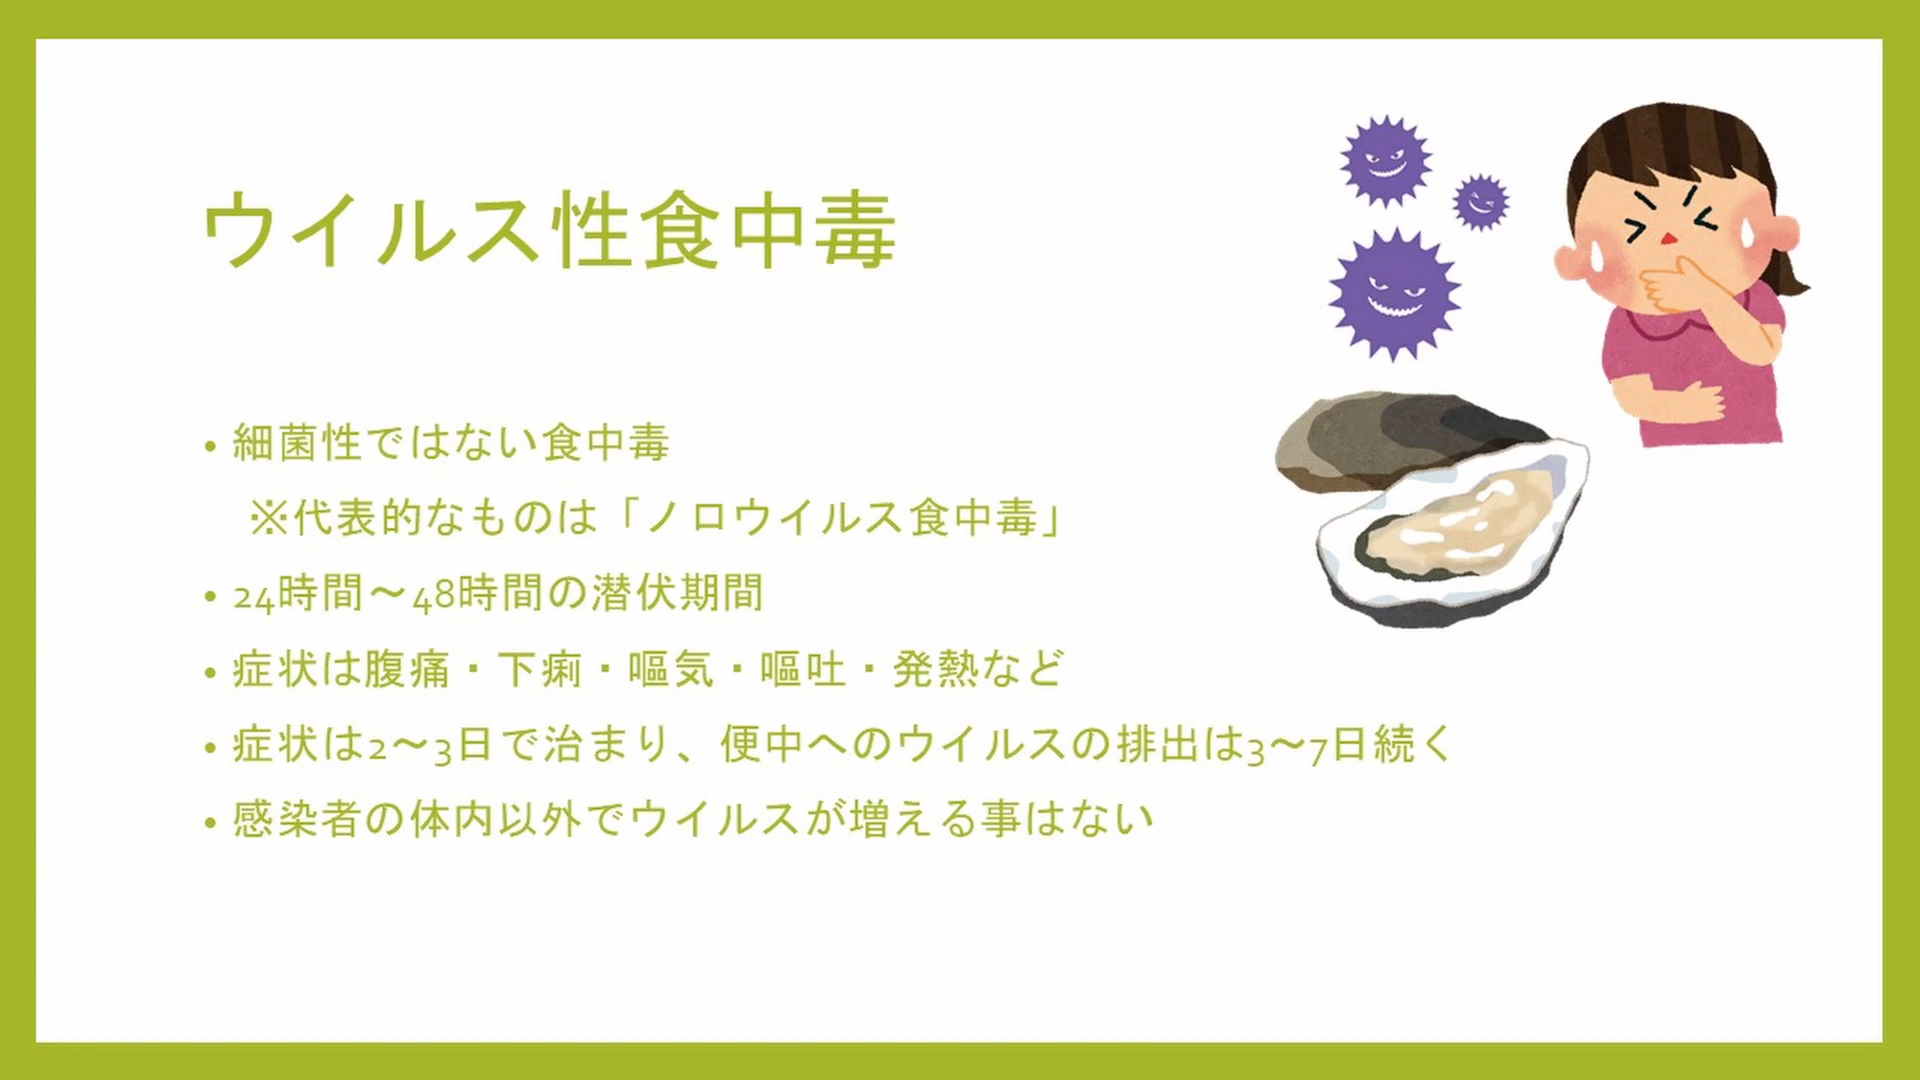 ウイルス性食中毒
• 細菌性ではない食中毒
※代表的なものは「ノロウイルス食中毒」
• 24時間～48時間の潜伏期間
• 症状は腹痛・下痢・嘔気・嘔吐・発熱など
• 症状は2～3日で治まり、便中へのウイルスの排出は3～7日続く
• 感染者の体内以外でウイルスが増える事はない